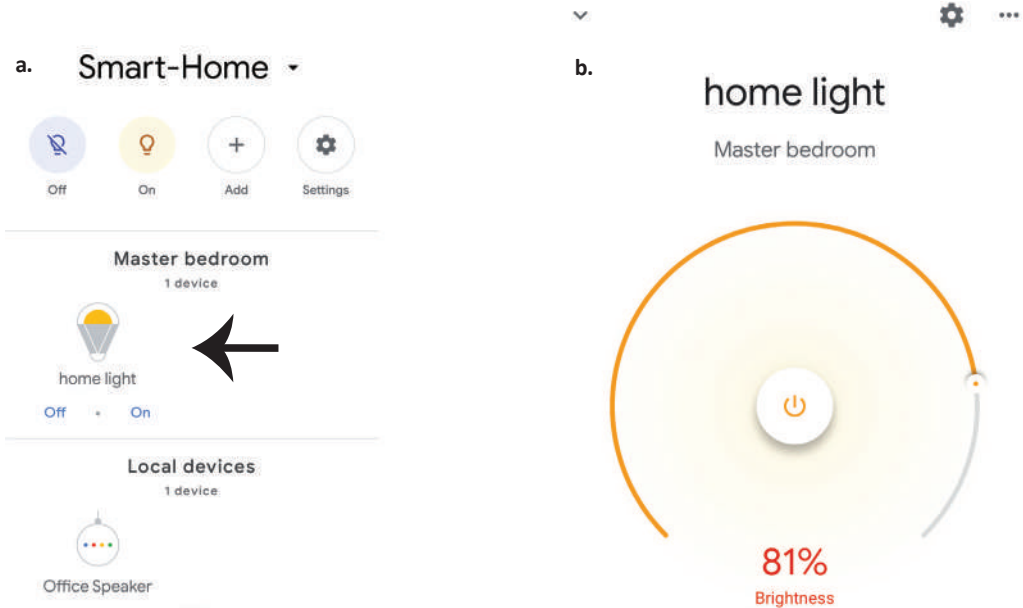 a.
Smart-Home
Off
On
Add
Settings
Master bedroom
1 device
home light
Off • On
Local devices
1 device
Office Speaker
b.
home light
Master bedroom
81%
Brightness